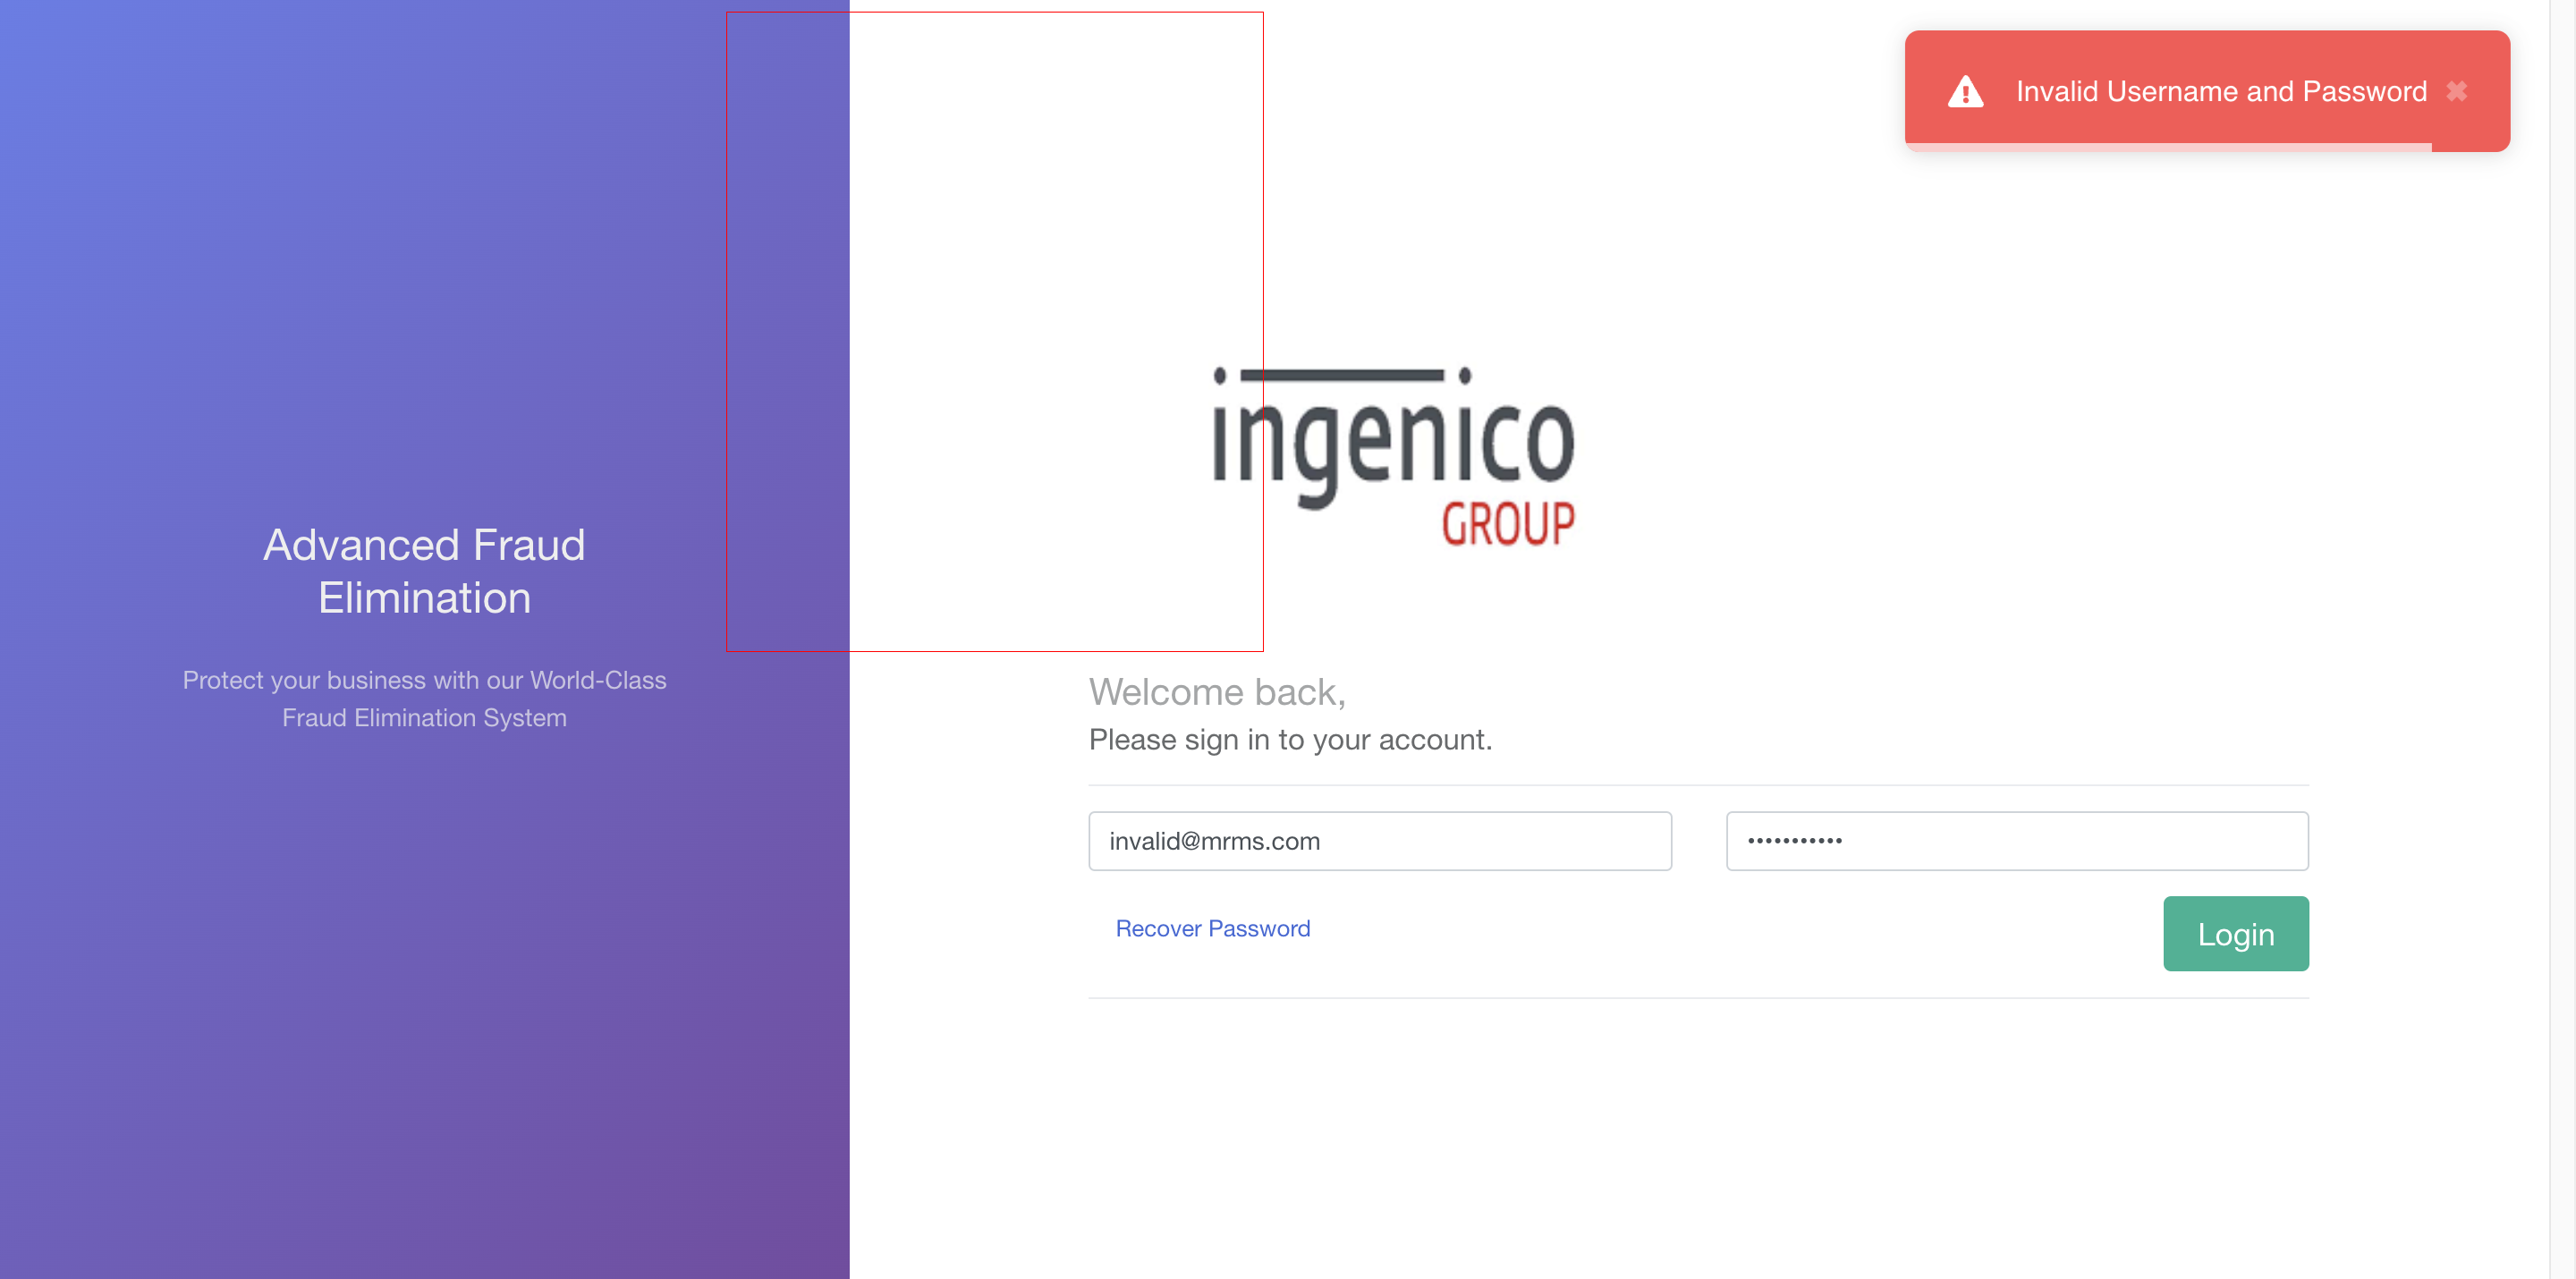 Invalid Username and Password
ingenico
GROUP
Advanced Fraud
Elimination
Protect your business with our World-Class
Fraud Elimination System
Welcome back,
Please sign in to your account.
invalid@mrms.com
•••••••••••
Recover Password
Login